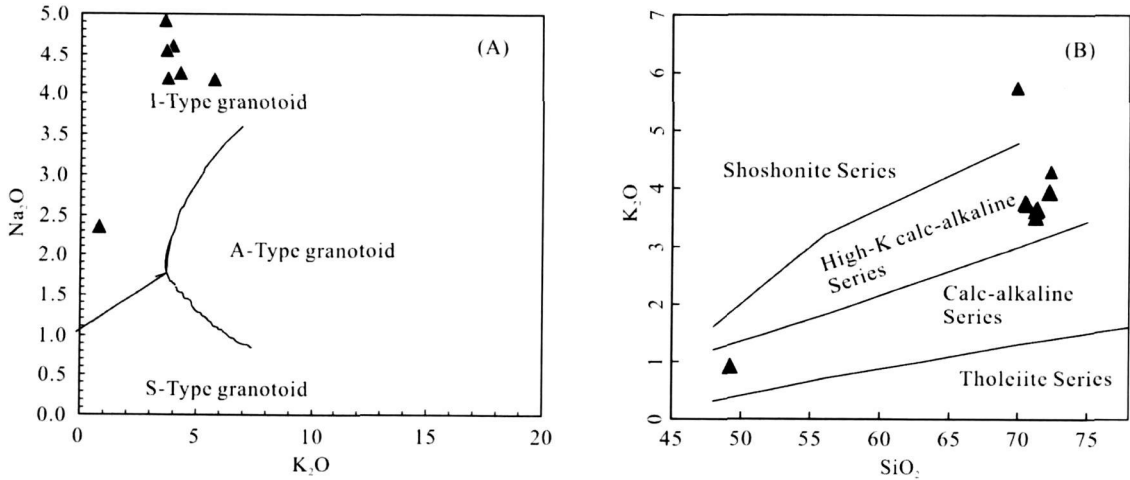 (A)
5.0
4.5
4.0
3.5
3.0
2.5
2.0
1.5
1.0
0.5
0.0
Na₂O
I-Type granotoid
A-Type granotoid
S-Type granotoid
0
5
10
15
20
K₂O
(B)
7
6
5
4
3
2
1
0
K₂O
Shoshonite Series
High-K calc-alkaline
Series
Calc-alkaline
Series
Tholeiite Series
45
50
55
60
65
70
75
SiO₂